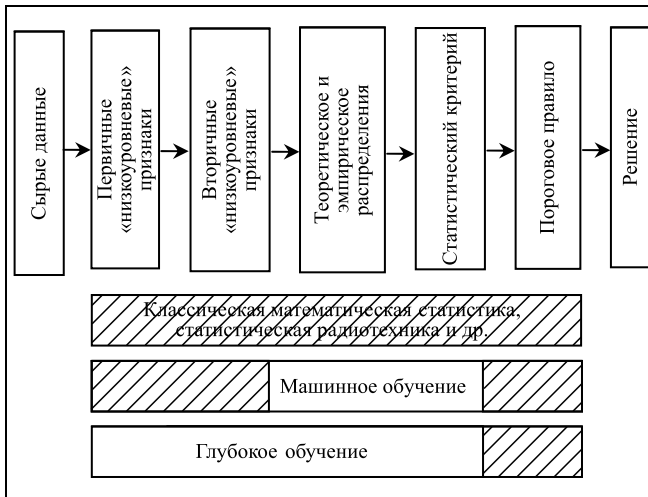 Сырые данные
Первичные
«низкоуровневые»
признаки
Вторичные
«низкоуровневые»
признаки
Теоретическое и
эмпирическое
распределения
Статистический критерий
Пороговое правило
Решение
Классическая математическая статистика,
статистическая радиотехника и др.
Машинное обучение
Глубокое обучение